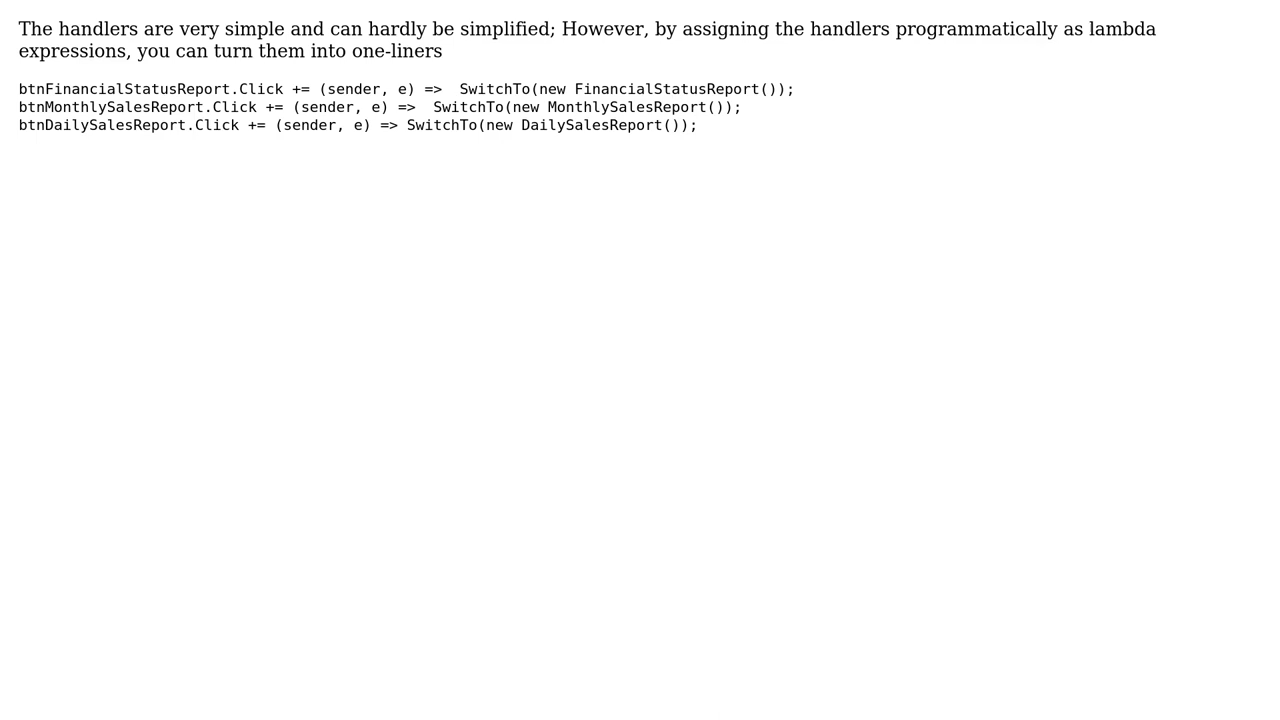 The handlers are very simple and can hardly be simplified; However, by assigning the handlers programmatically as lambda
expressions, you can turn them into one-liners
btnFinancialStatusReport.Click += (sender, e) =>  SwitchTo(new FinancialStatusReport());
btnMonthlySalesReport.Click += (sender, e) =>  SwitchTo(new MonthlySalesReport());
btnDailySalesReport.Click += (sender, e) => SwitchTo(new DailySalesReport());